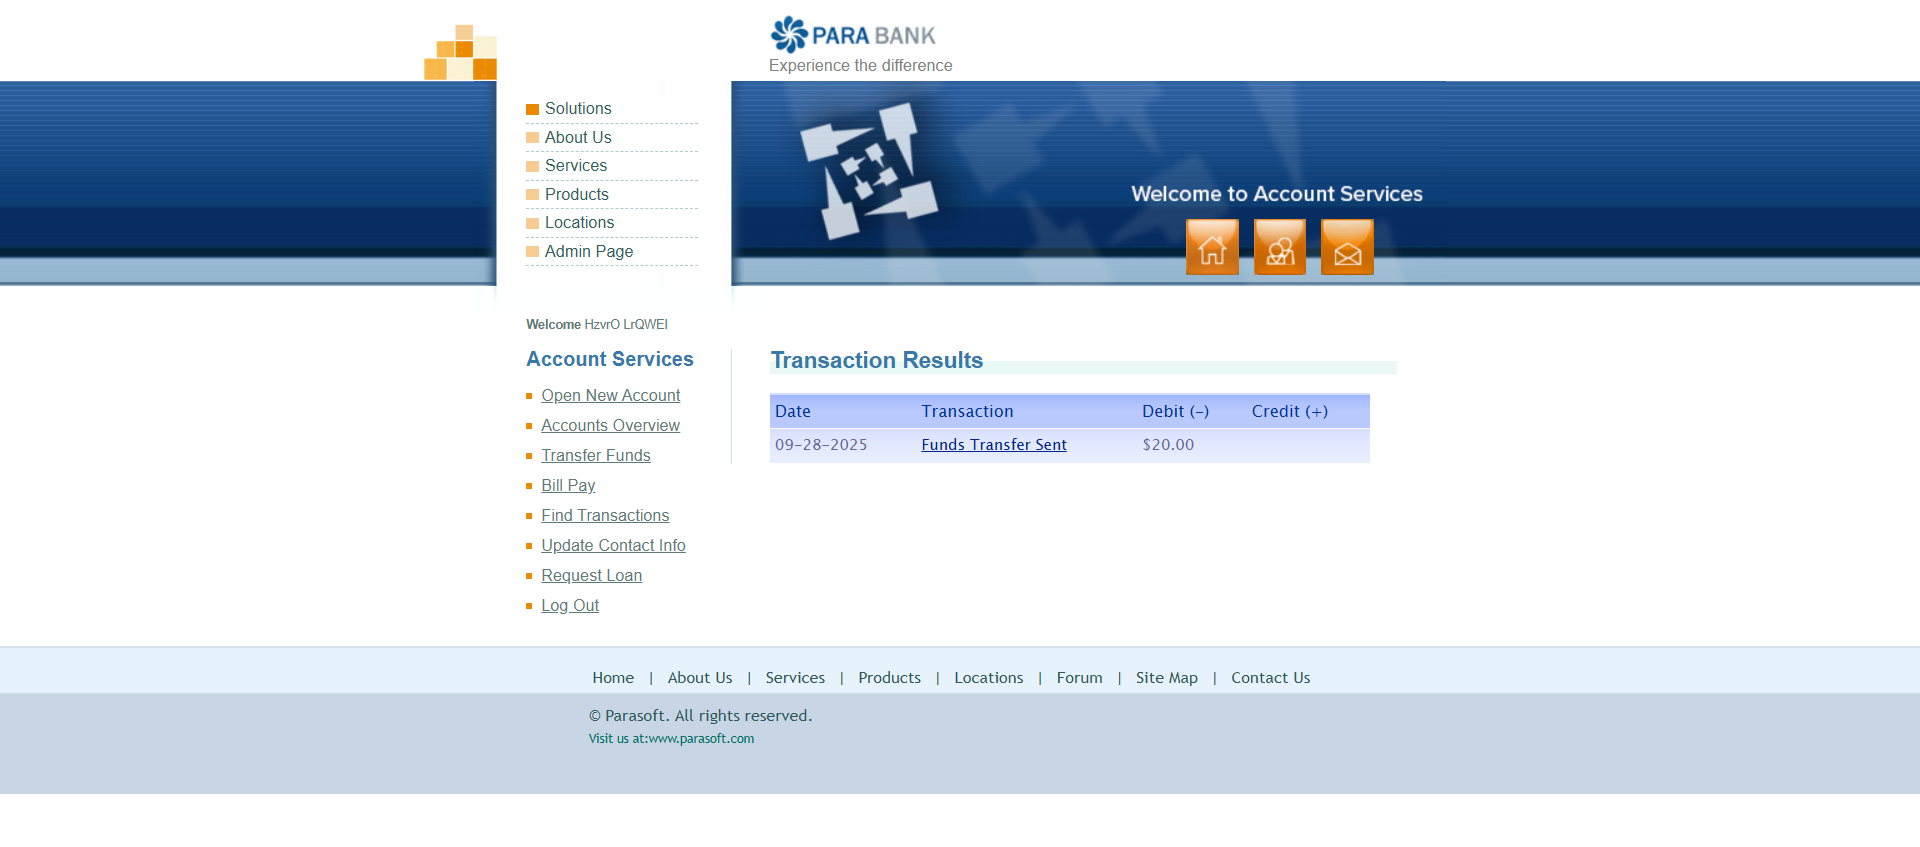 PARA BANK
Experience the difference
Solutions
About Us
Services
Products
Locations
Admin Page
Welcome to Account Services
Welcome HzvrO LrQWEI
Account Services
Open New Account
Accounts Overview
Transfer Funds
Bill Pay
Find Transactions
Update Contact Info
Request Loan
Log Out
Transaction Results
Date Transaction Debit (-) Credit (+)
09-28-2025 Funds Transfer Sent $20.00
Home | About Us | Services | Products | Locations | Forum | Site Map | Contact Us
© Parasoft. All rights reserved.
Visit us at:www.parasoft.com